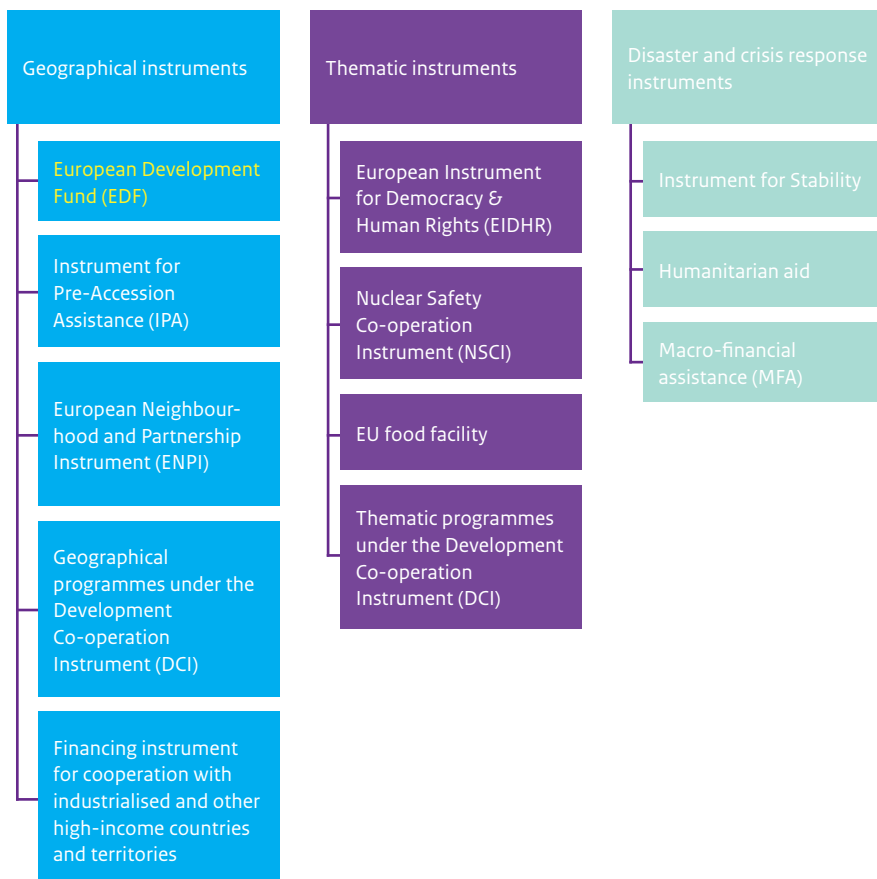 Geographical instruments
European Development
Fund (EDF)
Instrument for
Pre-Accession
Assistance (IPA)
European Neighbour-
hood and Partnership
Instrument (ENPI)
Geographical
programmes under the
Development
Co-operation
Instrument (DCI)
Financing instrument
for cooperation with
industrialised and other
high-income countries
and territories
Thematic instruments
European Instrument
for Democracy &
Human Rights (EIDHR)
Nuclear Safety
Co-operation
Instrument (NSCI)
EU food facility
Thematic programmes
under the Development
Co-operation
Instrument (DCI)
Disaster and crisis response
instruments
Instrument for Stability
Humanitarian aid
Macro-financial
assistance (MFA)